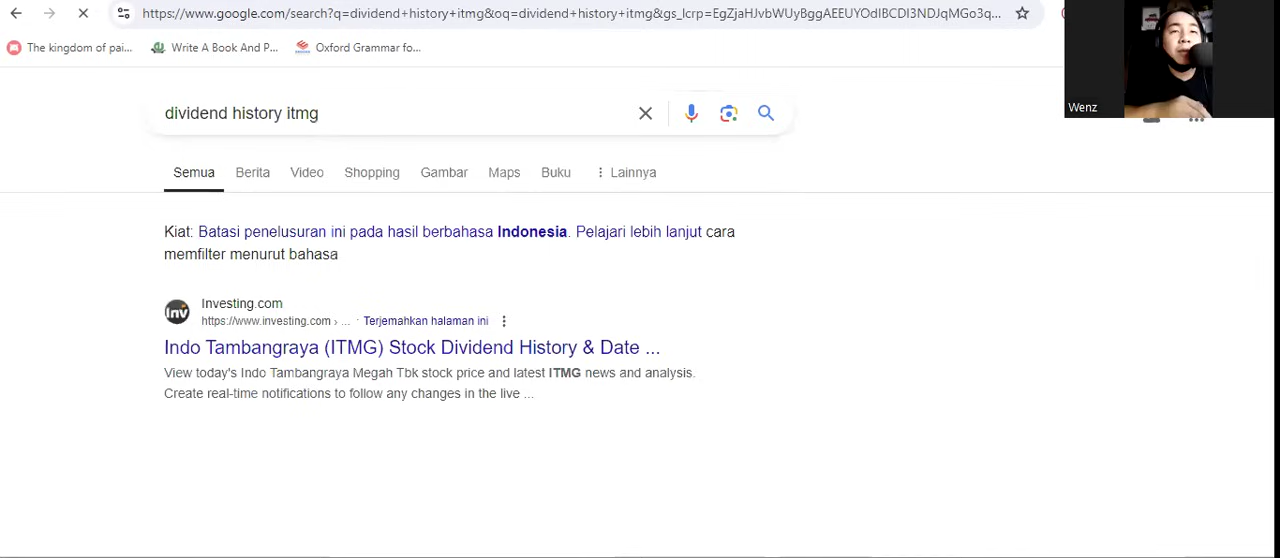 https://www.google.com/search?q=dividend+history+itmg&oq=dividend+history+itmg&gs_lcrp=EgZjaHJvbWUyBggAEEUYOdIBCDI3NDJqMGo3q...
The kingdom of pai...
Write A Book And P...
Oxford Grammar fo...
Wenz
dividend history itmg
Semua
Berita
Video
Shopping
Gambar
Maps
Buku
Lainnya
Kiat: Batasi penelusuran ini pada hasil berbahasa Indonesia. Pelajari lebih lanjut cara
memfilter menurut bahasa
Inv
Investing.com
https://www.investing.com › ... · Terjemahkan halaman ini
Indo Tambangraya (ITMG) Stock Dividend History & Date ...
View today's Indo Tambangraya Megah Tbk stock price and latest ITMG news and analysis.
Create real-time notifications to follow any changes in the live ...